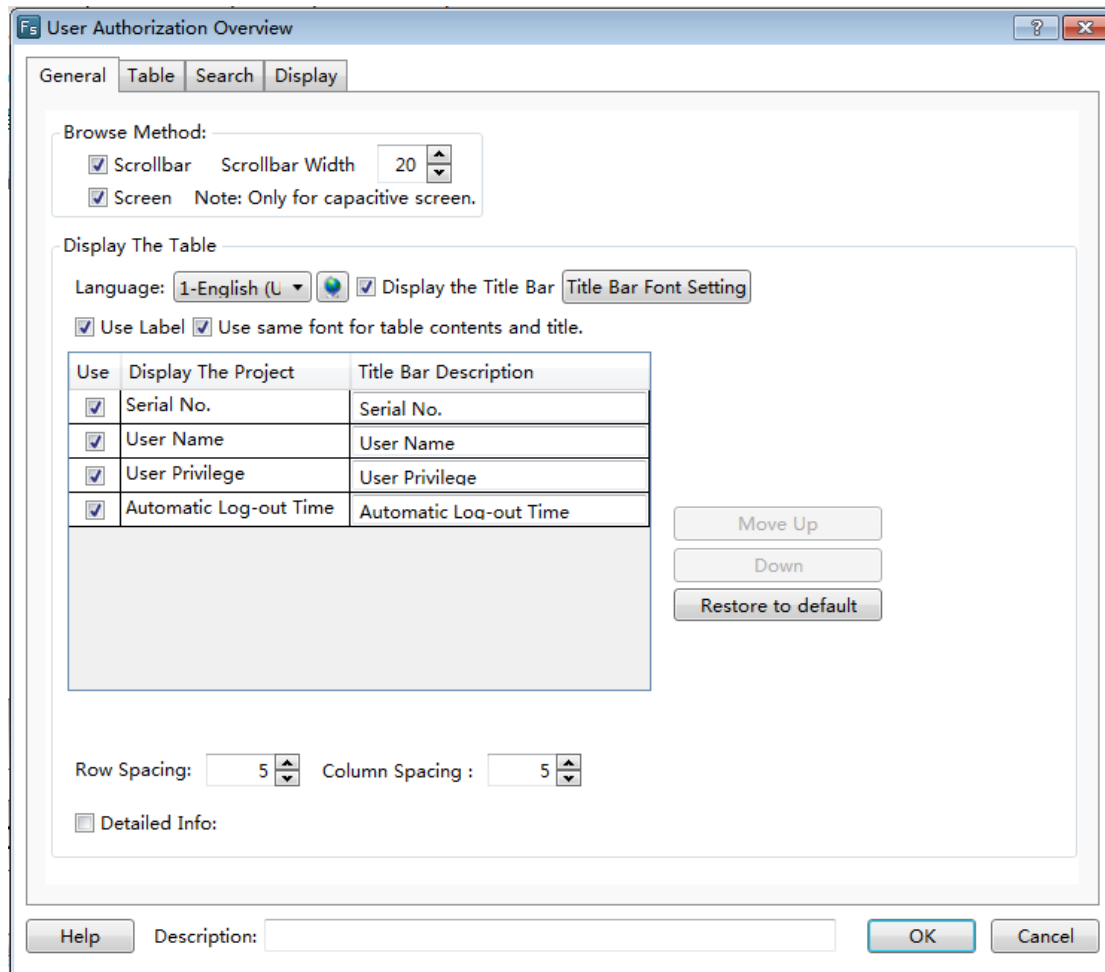 Fs User Authorization Overview ?
General Table Search Display
Browse Method:
Scrollbar Scrollbar Width 20
Screen Note: Only for capacitive screen.
Display The Table
Language: 1-English (U Display the Title Bar Title Bar Font Setting
Use Label Use same font for table contents and title.
Use Display The Project Title Bar Description
Serial No. Serial No.
User Name User Name
User Privilege User Privilege
Automatic Log-out Time Automatic Log-out Time
Move Up
Down
Restore to default
Row Spacing: 5 Column Spacing : 5
Detailed Info:
Help Description: OK Cancel